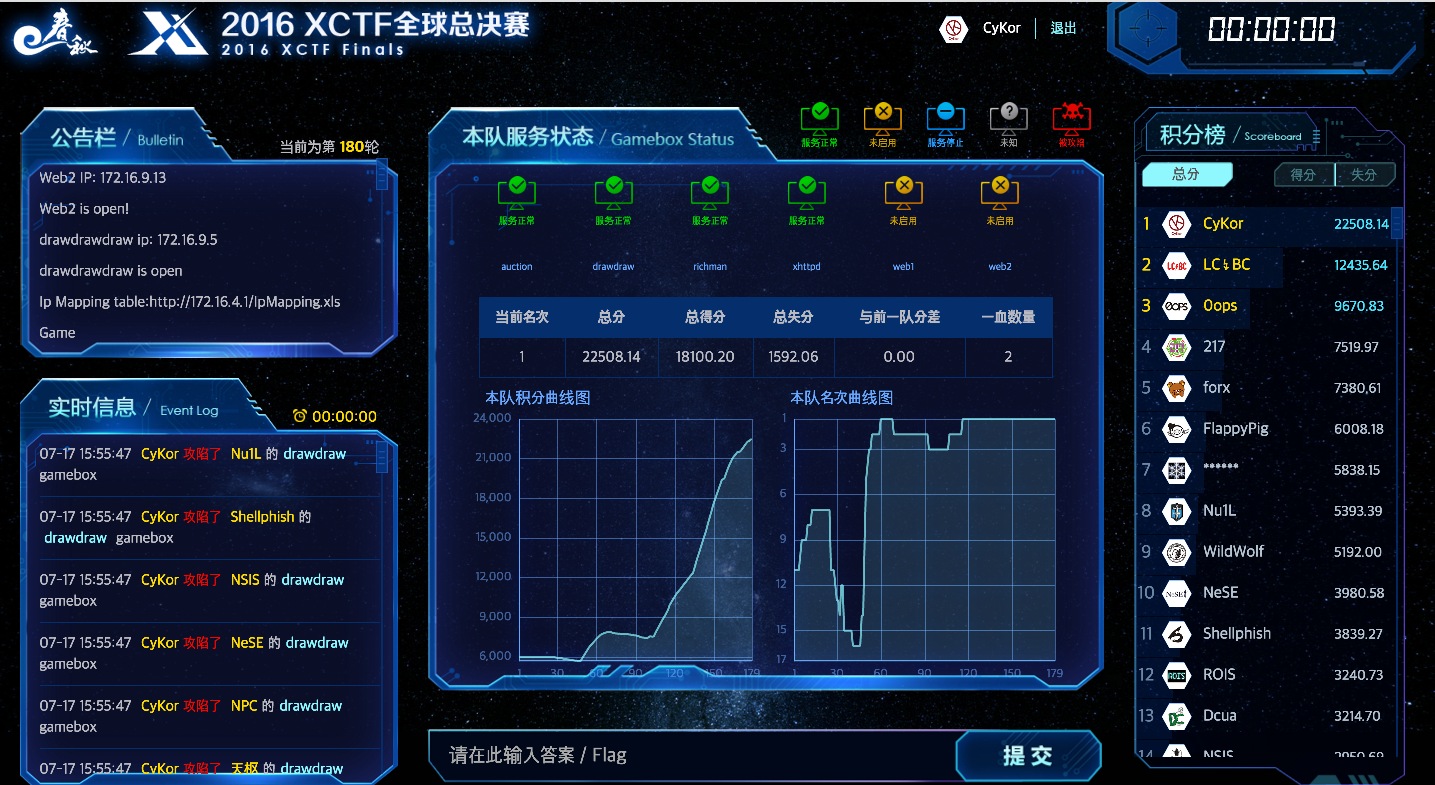 春秋
2016 XCTF全球总决赛
2016 XCTF Finals
CyKor 退出
00:00:00
公告栏 / Bulletin
当前为第 180轮
Web2 IP: 172.16.9.13
Web2 is open!
drawdrawdraw ip: 172.16.9.5
drawdrawdraw is open
Ip Mapping table:http://172.16.4.1/IpMapping.xls
Game
实时信息 / Event Log
00:00:00
07-17 15:55:47 CyKor 攻陷了 Nu1L 的 drawdraw
gamebox
07-17 15:55:47 CyKor 攻陷了 Shellphish 的
drawdraw gamebox
07-17 15:55:47 CyKor 攻陷了 NSIS 的 drawdraw
gamebox
07-17 15:55:47 CyKor 攻陷了 NeSE 的 drawdraw
gamebox
07-17 15:55:47 CyKor 攻陷了 NPC 的 drawdraw
gamebox
07-17 15:55:47 CyKor 攻陷了 天枢 的 drawdraw
本队服务状态 / Gamebox Status
服务正常 未启用 服务停止 未知 被攻陷
服务正常 服务正常 服务正常 服务正常 未启用 未启用
auction drawdraw richman xhttpd web1 web2
当前名次 总分 总得分 总失分 与前一队分差 一血数量
1 22508.14 18100.20 1592.06 0.00 2
本队积分曲线图
24,000
21,000
18,000
15,000
12,000
9,000
6,000
1 30 60 90 120 150 179
本队名次曲线图
1
3
6
9
12
15
17
1 30 60 90 120 150 179
请在此输入答案 / Flag
提交
积分榜 / Scoreboard
总分 得分 失分
1 CyKor 22508.14
2 LC↯BC 12435.64
3 0ops 9670.83
4 217 7519.97
5 forx 7380.61
6 FlappyPig 6008.18
7 ****** 5838.15
8 Nu1L 5393.39
9 WildWolf 5192.00
10 NeSE 3980.58
11 Shellphish 3839.27
12 ROIS 3240.73
13 Dcua 3214.70
14 NSIS